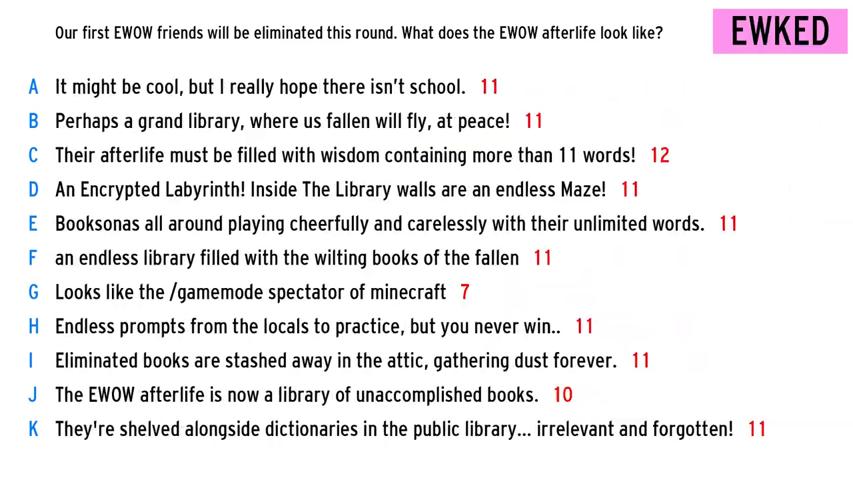 Our first EWOW friends will be eliminated this round. What does the EWOW afterlife look like?
EWKED
A It might be cool, but I really hope there isn't school. 11
B Perhaps a grand library, where us fallen will fly, at peace! 11
C Their afterlife must be filled with wisdom containing more than 11 words! 12
D An Encrypted Labyrinth! Inside The Library walls are an endless Maze! 11
E Booksonas all around playing cheerfully and carelessly with their unlimited words. 11
F an endless library filled with the wilting books of the fallen 11
G Looks like the /gamemode spectator of minecraft 7
H Endless prompts from the locals to practice, but you never win.. 11
I Eliminated books are stashed away in the attic, gathering dust forever. 11
J The EWOW afterlife is now a library of unaccomplished books. 10
K They're shelved alongside dictionaries in the public library... irrelevant and forgotten! 11